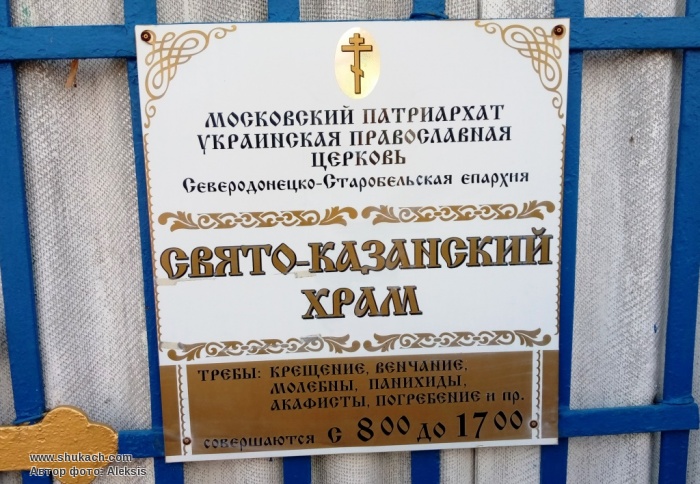 МОСКОВСКИЙ ПАТРИАРХАТ
УКРАИНСКАЯ ПРАВОСЛАВНАЯ
ЦЕРКОВЬ
Северодонецко-Старобельская епархия
СВЯТО-КАЗАНСКИЙ
ХРАМ
ТРЕБЫ: КРЕЩЕНИЕ, ВЕНЧАНИЕ,
МОЛЕБНЫ, ПАНИХИДЫ,
АКАФИСТЫ, ПОГРЕБЕНИЕ и пр.
совершаются с 8 00 до 17 00
www.shukach.com
Автор фото: Aleksis